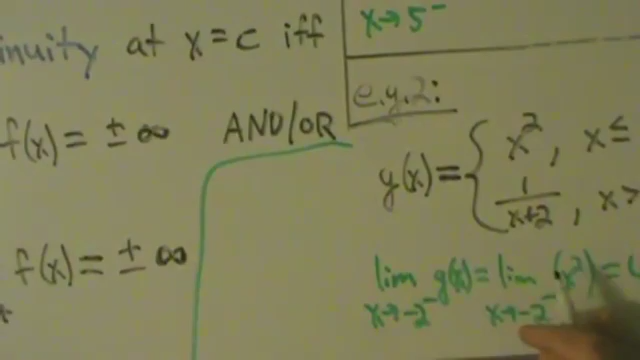 inuity at x=c iff
f(x) = ± ∞ AND/OR
f(x) = ± ∞
x→5⁻
e.g. 2:
g(x) = { x², x ≤
1/(x+2), x >
lim g(x) = lim (x²) = (
x→-2⁻ x→-2⁻